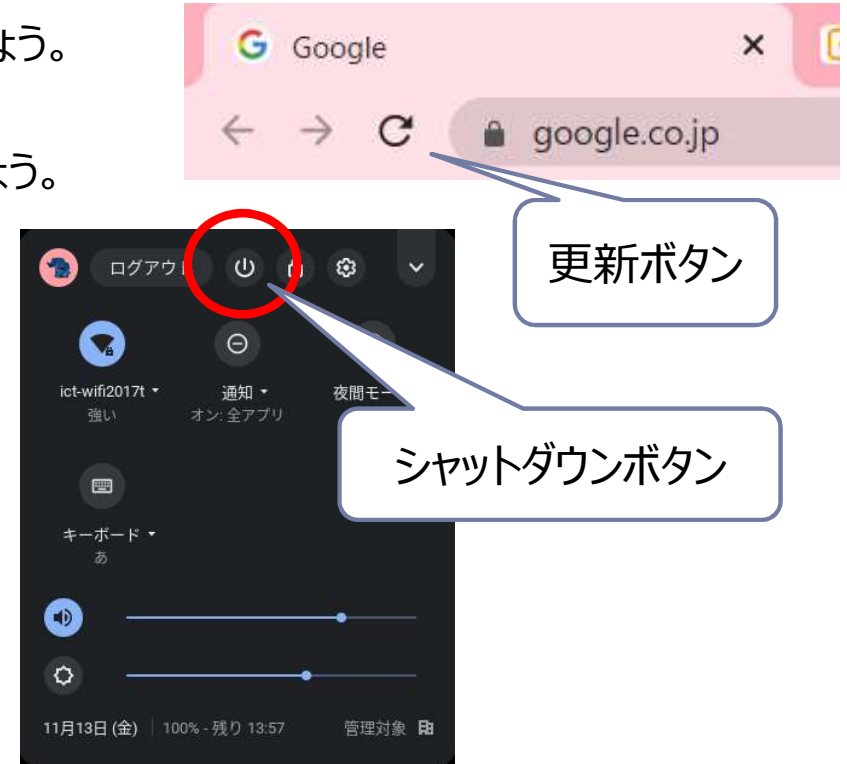 よう。
Google
google.co.jp
よう。
更新ボタン
ログアウト
ict-wifi2017t
強い
通知
オン: 全アプリ
夜間モー
シャットダウンボタン
キーボード
あ
11月13日 (金)
100% - 残り 13:57
管理対象